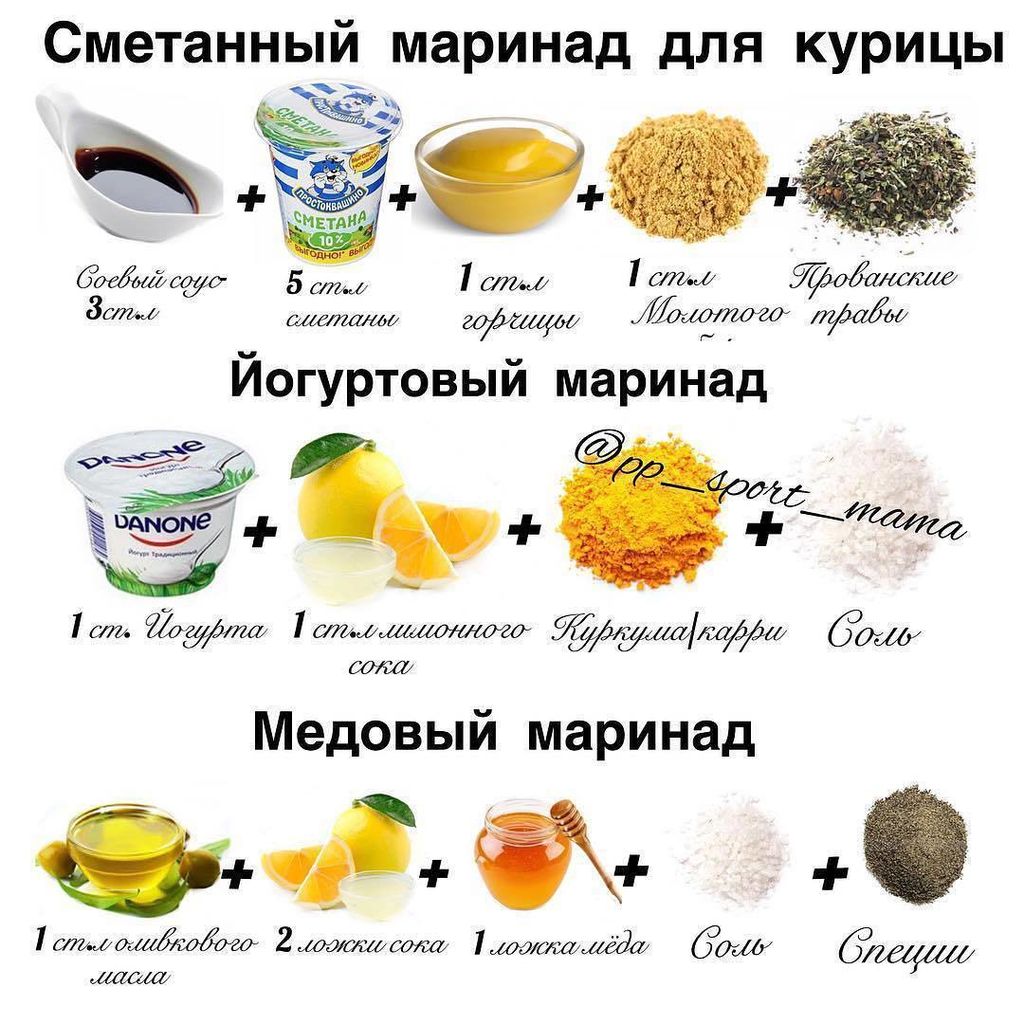 Сметанный маринад для курицы
СМЕТАНА
ПРОСТОКВАШИНО
СМЕТАНА
10%
ВЫГОДНО!
Соевый соус-
3ст.л
5 ст.л
сметаны
1 ст.л
горчицы
1 ст.л
Молотого
Прованские
травы
Йогуртовый маринад
DANONE
DANONE
Йогурт Традиционный
@pp_sport_mama
1 ст. Йогурта
1 ст.л лимонного
сока
Куркума/карри
Соль
Медовый маринад
1 ст.л оливкового
масла
2 ложки сока
1 ложка мёда
Соль
Специи